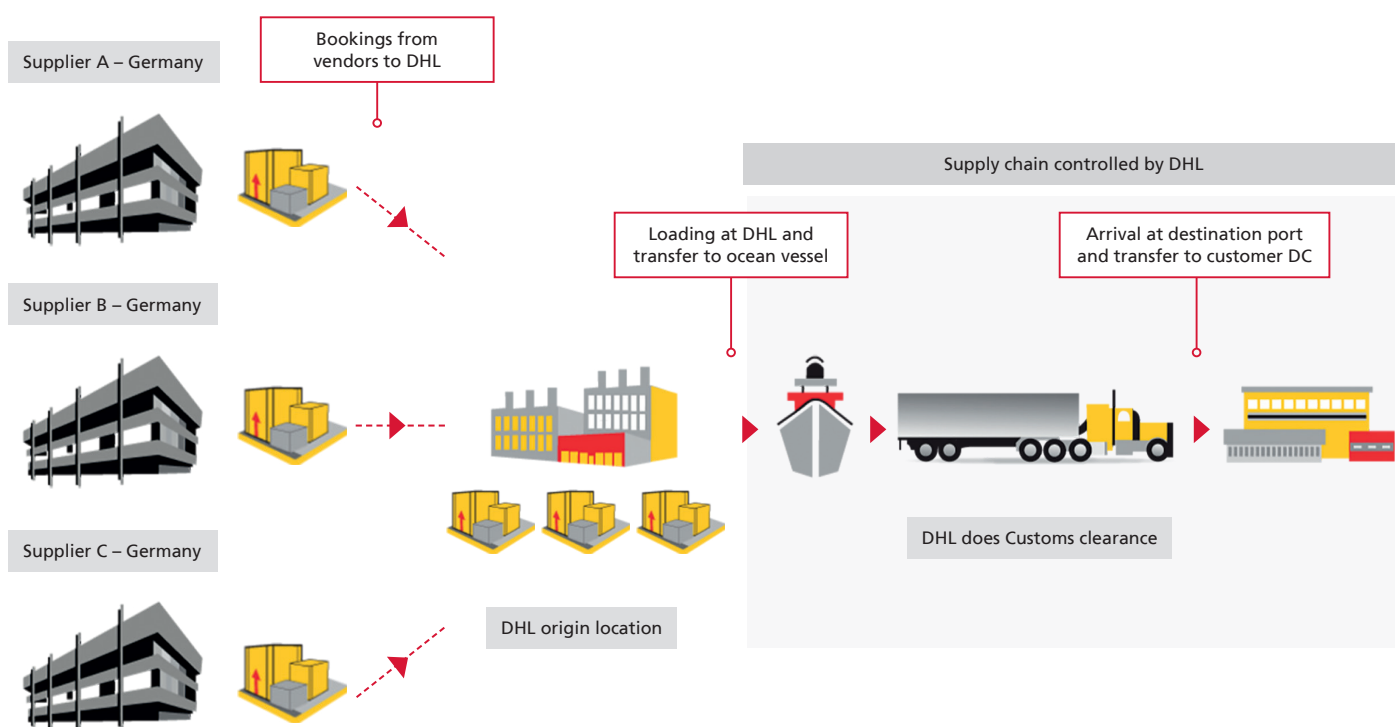 Supplier A – Germany
Bookings from
vendors to DHL
Supply chain controlled by DHL
Loading at DHL and
transfer to ocean vessel
Arrival at destination port
and transfer to customer DC
Supplier B – Germany
DHL does Customs clearance
Supplier C – Germany
DHL origin location